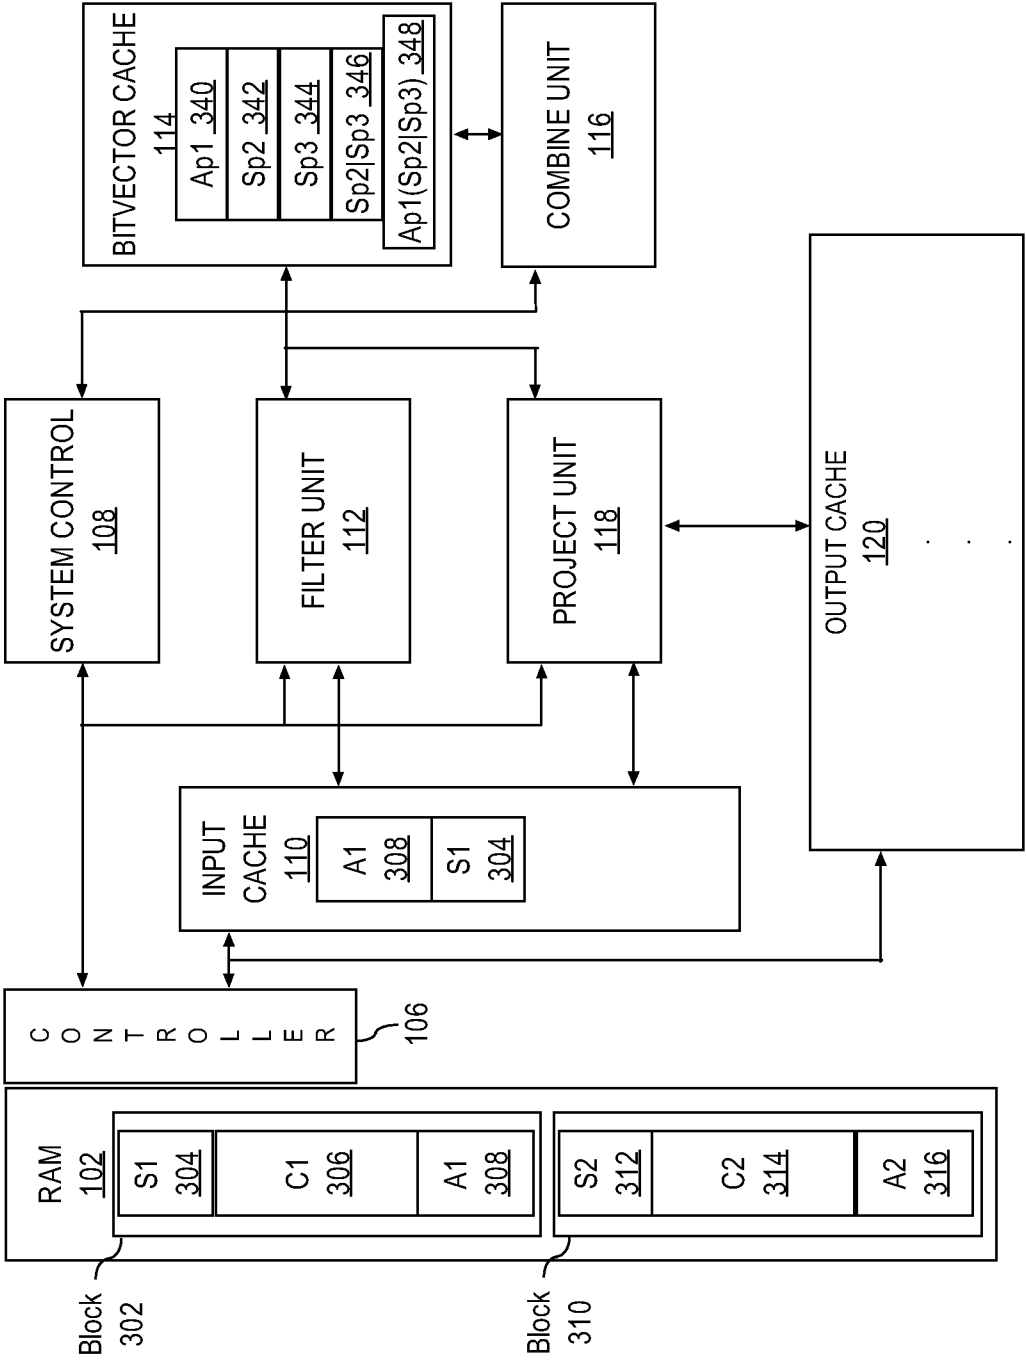 RAM
102
Block
302
S1
304
C1
306
A1
308
Block
310
S2
312
C2
314
A2
316
CONTROLLER
106
INPUT
CACHE
110
A1
308
S1
304
SYSTEM CONTROL
108
FILTER UNIT
112
PROJECT UNIT
118
BITVECTOR CACHE
114
Ap1 340
Sp2 342
Sp3 344
Sp2|Sp3 346
Ap1(Sp2|Sp3) 348
COMBINE UNIT
116
OUTPUT CACHE
120
. . .